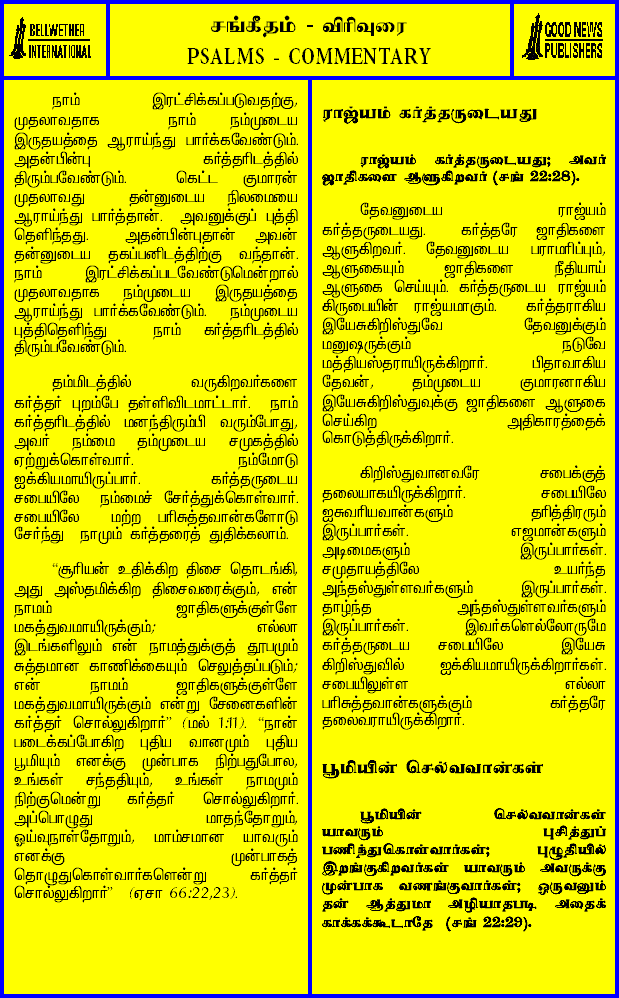 BELLWETHER
INTERNATIONAL
சங்கீதம் - விரிவுரை
PSALMS - COMMENTARY
GOOD NEWS
PUBLISHERS
நாம் இரட்சிக்கப்படுவதற்கு,
முதலாவதாக நாம் நம்முடைய
இருதயத்தை ஆராய்ந்து பார்க்கவேண்டும்.
அதன்பின்பு கர்த்தரிடத்தில்
திரும்பவேண்டும். கெட்ட குமாரன்
முதலாவது தன்னுடைய நிலமையை
ஆராய்ந்து பார்த்தான். அவனுக்குப் புத்தி
தெளிந்தது. அதன்பின்புதான் அவன்
தன்னுடைய தகப்பனிடத்திற்கு வந்தான்.
நாம் இரட்சிக்கப்படவேண்டுமென்றால்
முதலாவதாக நம்முடைய இருதயத்தை
ஆராய்ந்து பார்க்கவேண்டும். நம்முடைய
புத்திதெளிந்து நாம் கர்த்தரிடத்தில்
திரும்பவேண்டும்.
தம்மிடத்தில் வருகிறவர்களை
கர்த்தர் புறம்பே தள்ளிவிடமாட்டார். நாம்
கர்த்தரிடத்தில் மனந்திரும்பி வரும்போது,
அவர் நம்மை தம்முடைய சமுகத்தில்
ஏற்றுக்கொள்வார். நம்மோடு
ஐக்கியமாயிருப்பார். கர்த்தருடைய
சபையிலே நம்மைச் சேர்த்துக்கொள்வார்.
சபையிலே மற்ற பரிசுத்தவான்களோடு
சேர்ந்து நாமும் கர்த்தரைத் துதிக்கலாம்.
“சூரியன் உதிக்கிற திசை தொடங்கி,
அது அஸ்தமிக்கிற திசைவரைக்கும், என்
நாமம் ஜாதிகளுக்குள்ளே
மகத்துவமாயிருக்கும்; எல்லா
இடங்களிலும் என் நாமத்துக்குத் தூபமும்
சுத்தமான காணிக்கையும் செலுத்தப்படும்;
என் நாமம் ஜாதிகளுக்குள்ளே
மகத்துவமாயிருக்கும் என்று சேனைகளின்
கர்த்தர் சொல்லுகிறார்” (மல் 1:11). “நான்
படைக்கப்போகிற புதிய வானமும் புதிய
பூமியும் எனக்கு முன்பாக நிற்பதுபோல,
உங்கள் சந்ததியும், உங்கள் நாமமும்
நிற்குமென்று கர்த்தர் சொல்லுகிறார்.
அப்பொழுது மாதந்தோறும்,
ஓய்வுநாள்தோறும், மாம்சமான யாவரும்
எனக்கு முன்பாகத்
தொழுதுகொள்வார்களென்று கர்த்தர்
சொல்லுகிறார்” (ஏசா 66:22,23).
ராஜ்யம் கர்த்தருடையது
ராஜ்யம் கர்த்தருடையது; அவர்
ஜாதிகளை ஆளுகிறவர் (சங் 22:28).
தேவனுடைய ராஜ்யம்
கர்த்தருடையது. கர்த்தரே ஜாதிகளை
ஆளுகிறவர். தேவனுடைய பராமரிப்பும்,
ஆளுகையும் ஜாதிகளை நீதியாய்
ஆளுகை செய்யும். கர்த்தருடைய ராஜ்யம்
கிருபையின் ராஜ்யமாகும். கர்த்தராகிய
இயேசுகிறிஸ்துவே தேவனுக்கும்
மனுஷருக்கும் நடுவே
மத்தியஸ்தராயிருக்கிறார். பிதாவாகிய
தேவன், தம்முடைய குமாரனாகிய
இயேசுகிறிஸ்துவுக்கு ஜாதிகளை ஆளுகை
செய்கிற அதிகாரத்தைக்
கொடுத்திருக்கிறார்.
கிறிஸ்துவானவரே சபைக்குத்
தலையாகயிருக்கிறார். சபையிலே
ஐசுவரியவான்களும் தரித்திரரும்
இருப்பார்கள். எஜமான்களும்
அடிமைகளும் இருப்பார்கள்.
சமுதாயத்திலே உயர்ந்த
அந்தஸ்துள்ளவர்களும் இருப்பார்கள்.
தாழ்ந்த அந்தஸ்துள்ளவர்களும்
இருப்பார்கள். இவர்களெல்லோருமே
கர்த்தருடைய சபையிலே இயேசு
கிறிஸ்துவில் ஐக்கியமாயிருக்கிறார்கள்.
சபையிலுள்ள எல்லா
பரிசுத்தவான்களுக்கும் கர்த்தரே
தலைவராயிருக்கிறார்.
பூமியின் செல்வவான்கள்
பூமியின் செல்வவான்கள்
யாவரும் புசித்துப்
பணிந்துகொள்வார்கள்; புழுதியில்
இறங்குகிறவர்கள் யாவரும் அவருக்கு
முன்பாக வணங்குவார்கள்; ஒருவனும்
தன் ஆத்துமா அழியாதபடி, அதைக்
காக்கக்கூடாதே (சங் 22:29).